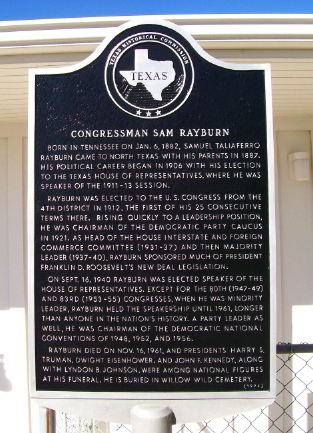 TEXAS HISTORICAL COMMISSION
TEXAS
CONGRESSMAN SAM RAYBURN
BORN IN TENNESSEE ON JAN. 6, 1882, SAMUEL TALIAFERRO
RAYBURN CAME TO NORTH TEXAS WITH HIS PARENTS IN 1887.
HIS POLITICAL CAREER BEGAN IN 1906 WITH HIS ELECTION
TO THE TEXAS HOUSE OF REPRESENTATIVES, WHERE HE WAS
SPEAKER OF THE 1911-13 SESSION.
RAYBURN WAS ELECTED TO THE U.S. CONGRESS FROM THE
4TH DISTRICT IN 1912, THE FIRST OF HIS 25 CONSECUTIVE
TERMS THERE. RISING QUICKLY TO A LEADERSHIP POSITION,
HE WAS CHAIRMAN OF THE DEMOCRATIC PARTY CAUCUS
IN 1921. AS HEAD OF THE HOUSE INTERSTATE AND FOREIGN
COMMERCE COMMITTEE (1931-37) AND THEN MAJORITY
LEADER (1937-40), RAYBURN SPONSORED MUCH OF PRESIDENT
FRANKLIN D. ROOSEVELT'S NEW DEAL LEGISLATION.
ON SEPT. 16, 1940 RAYBURN WAS ELECTED SPEAKER OF THE
HOUSE OF REPRESENTATIVES. EXCEPT FOR THE 80TH (1947-49)
AND 83RD (1953-55) CONGRESSES, WHEN HE WAS MINORITY
LEADER, RAYBURN HELD THE SPEAKERSHIP UNTIL 1961, LONGER
THAN ANYONE IN THE NATION'S HISTORY. A PARTY LEADER AS
WELL, HE WAS CHAIRMAN OF THE DEMOCRATIC NATIONAL
CONVENTIONS OF 1948, 1952, AND 1956.
RAYBURN DIED ON NOV. 16, 1961, AND PRESIDENTS HARRY S.
TRUMAN, DWIGHT EISENHOWER, AND JOHN F. KENNEDY, ALONG
WITH LYNDON B. JOHNSON, WERE AMONG NATIONAL FIGURES
AT HIS FUNERAL. HE IS BURIED IN WILLOW WILD CEMETERY.